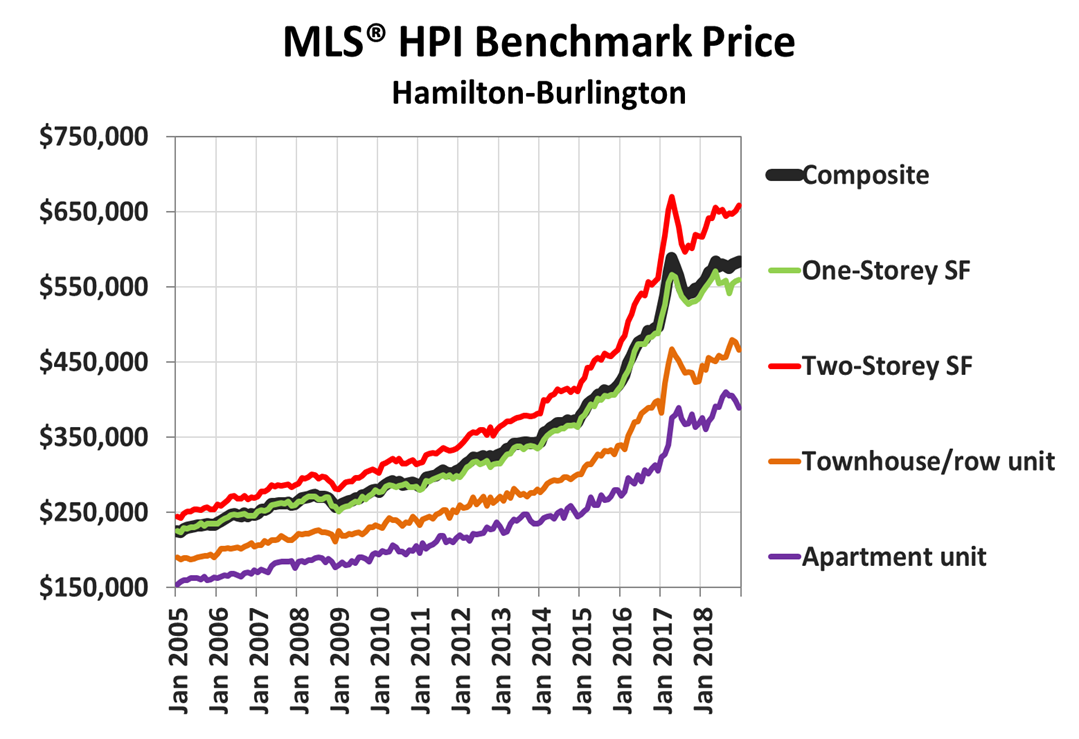 MLS® HPI Benchmark Price
Hamilton-Burlington
$750,000
$650,000
$550,000
$450,000
$350,000
$250,000
$150,000
Jan 2005
Jan 2006
Jan 2007
Jan 2008
Jan 2009
Jan 2010
Jan 2011
Jan 2012
Jan 2013
Jan 2014
Jan 2015
Jan 2016
Jan 2017
Jan 2018
Composite
One-Storey SF
Two-Storey SF
Townhouse/row unit
Apartment unit